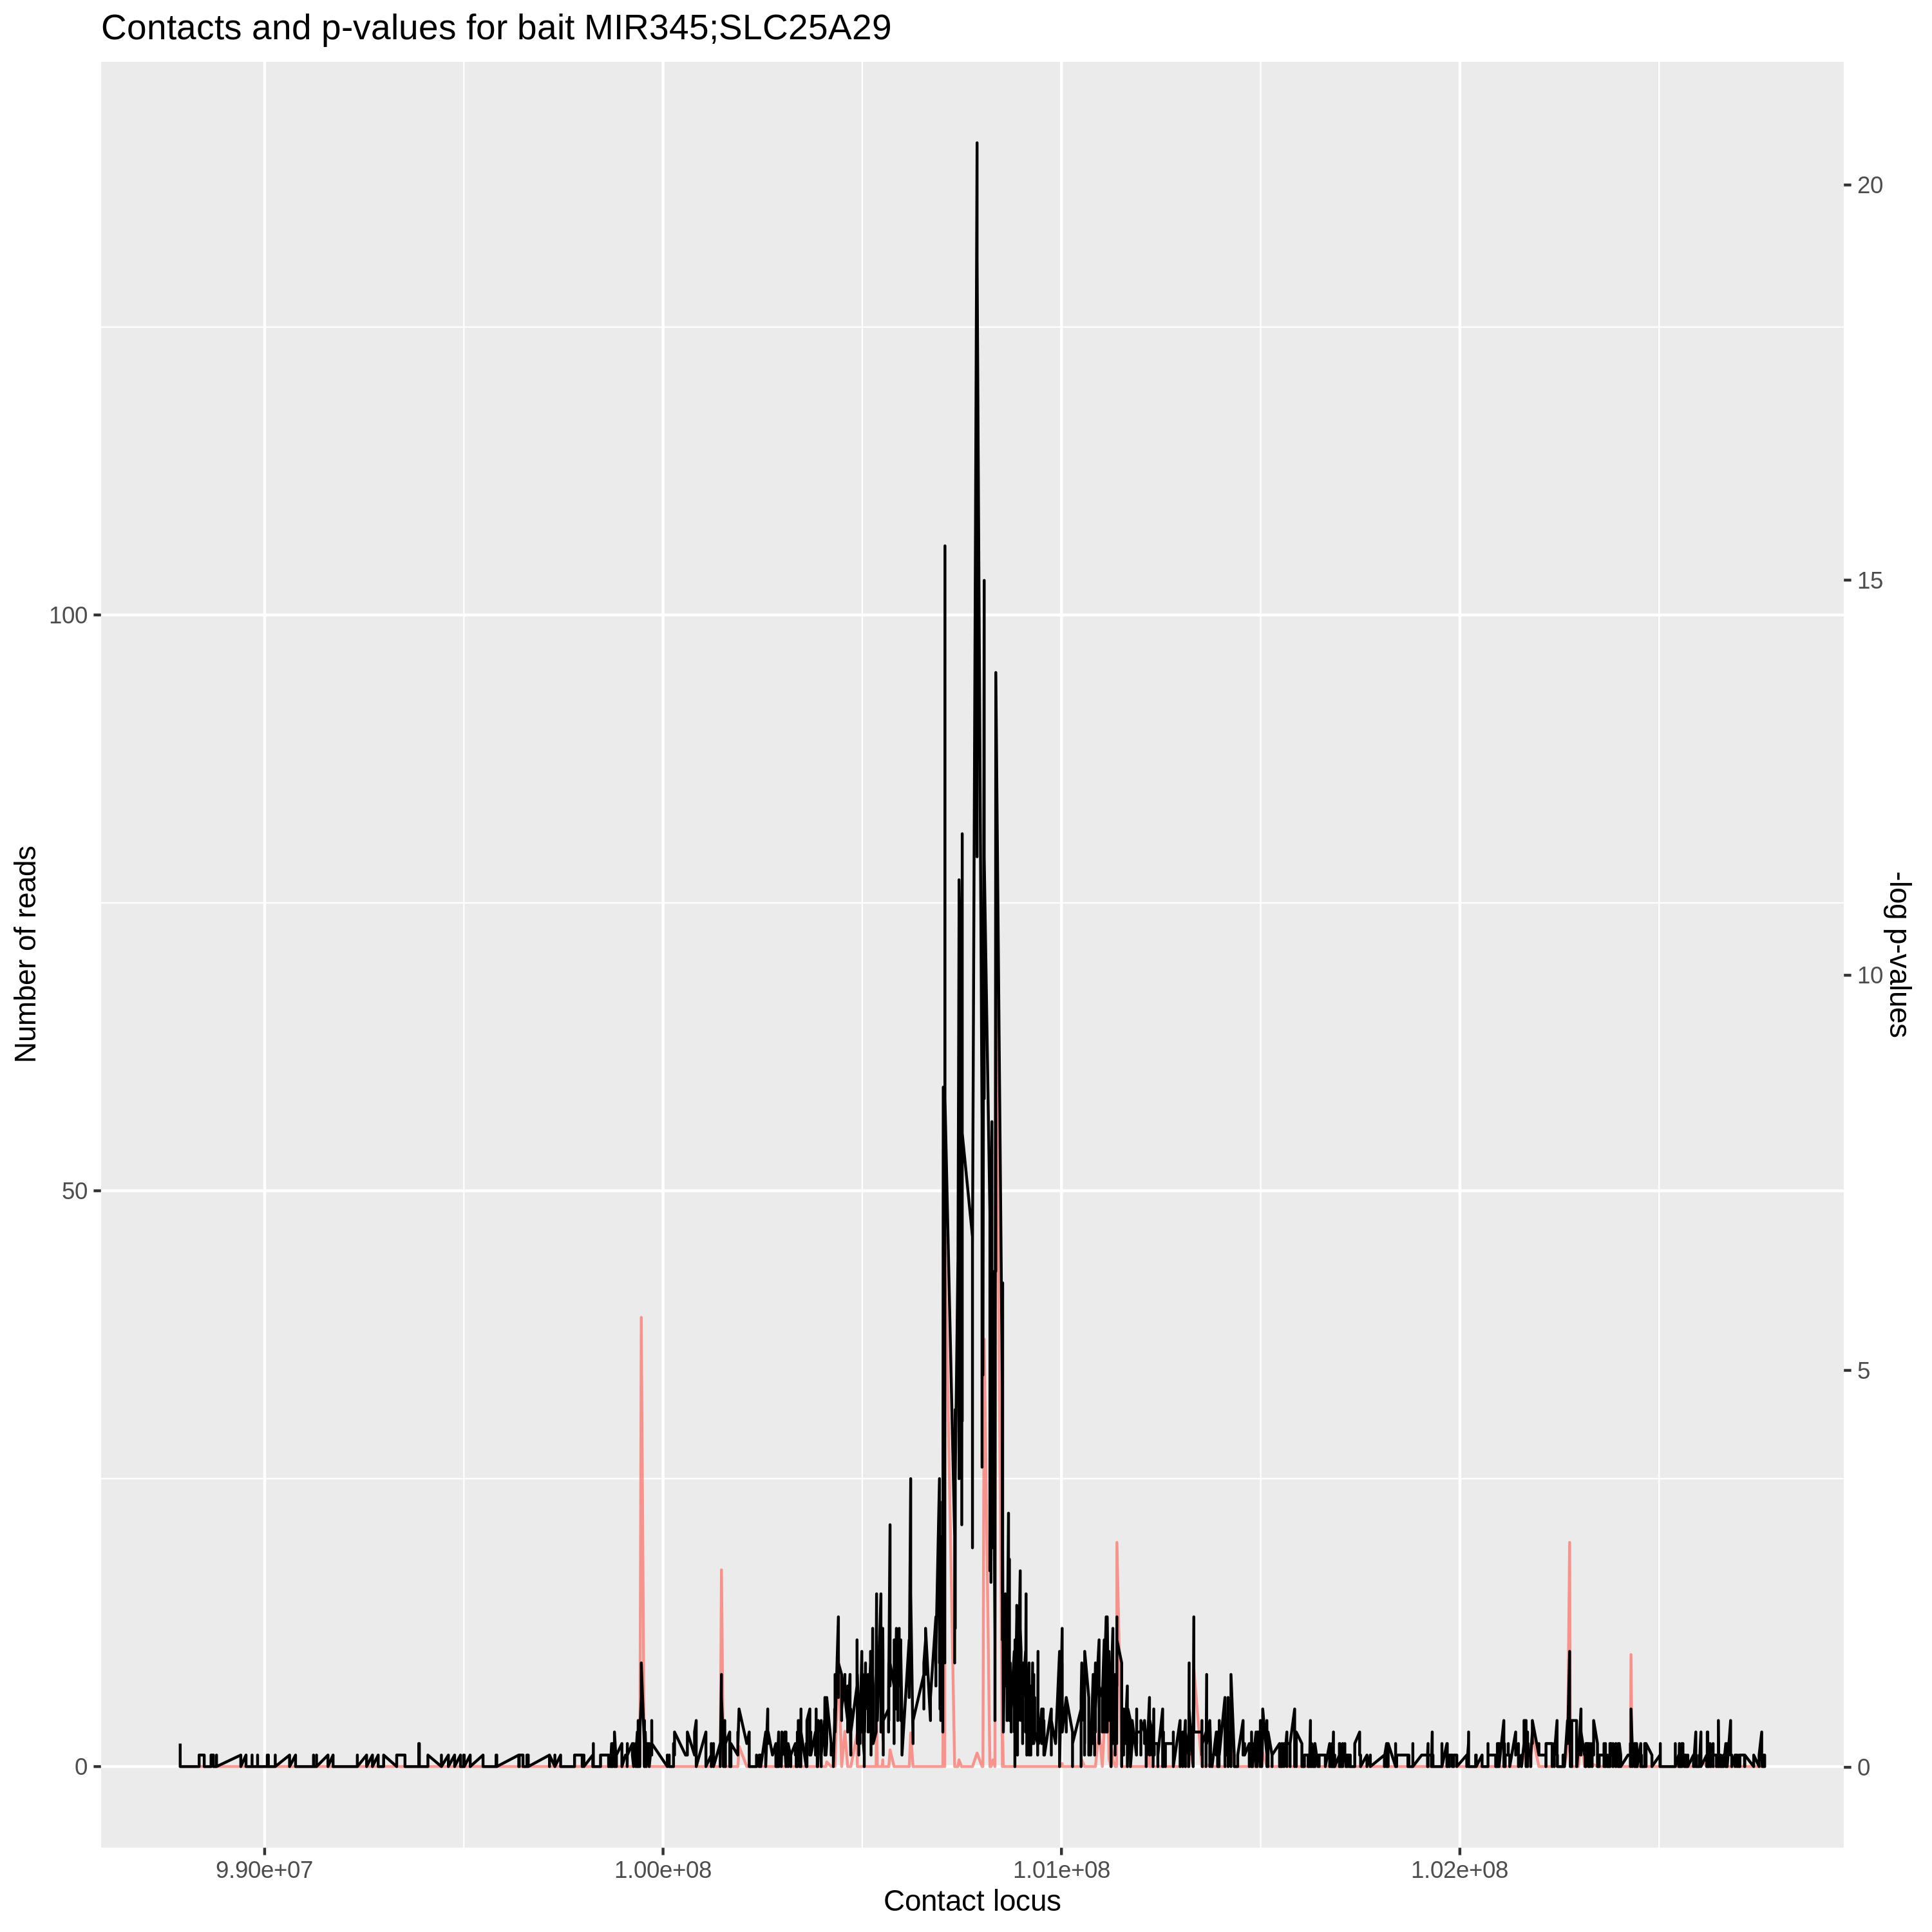 Contacts and p-values for bait MIR345;SLC25A29
Number of reads
100
50
0
20
15
10
5
0
-log p-values
9.90e+07 1.00e+08 1.01e+08 1.02e+08
Contact locus